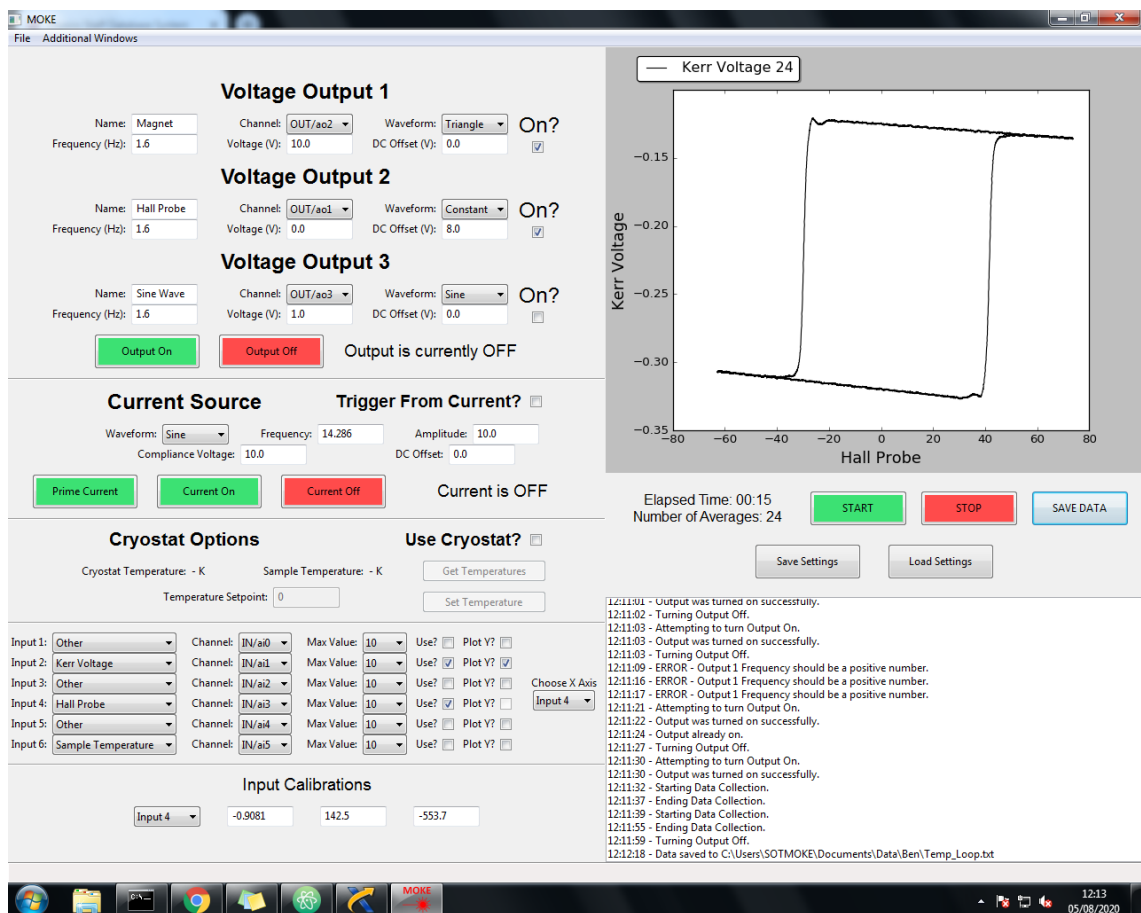 MOKE
File Additional Windows
Voltage Output 1
Name: Magnet Channel: OUT/ao2 Waveform: Triangle On?
Frequency (Hz): 1.6 Voltage (V): 10.0 DC Offset (V): 0.0
Voltage Output 2
Name: Hall Probe Channel: OUT/ao1 Waveform: Constant On?
Frequency (Hz): 1.6 Voltage (V): 0.0 DC Offset (V): 8.0
Voltage Output 3
Name: Sine Wave Channel: OUT/ao3 Waveform: Sine On?
Frequency (Hz): 1.6 Voltage (V): 1.0 DC Offset (V): 0.0
Output On Output Off Output is currently OFF
Current Source Trigger From Current?
Waveform: Sine Frequency: 14.286 Amplitude: 10.0
Compliance Voltage: 10.0 DC Offset: 0.0
Prime Current Current On Current Off Current is OFF
Cryostat Options Use Cryostat?
Cryostat Temperature: - K Sample Temperature: - K Get Temperatures
Temperature Setpoint: 0 Set Temperature
Input 1: Other Channel: IN/ai0 Max Value: 10 Use? Plot Y?
Input 2: Kerr Voltage Channel: IN/ai1 Max Value: 10 Use? Plot Y?
Input 3: Other Channel: IN/ai2 Max Value: 10 Use? Plot Y? Choose X Axis
Input 4: Hall Probe Channel: IN/ai3 Max Value: 10 Use? Plot Y? Input 4
Input 5: Other Channel: IN/ai4 Max Value: 10 Use? Plot Y?
Input 6: Sample Temperature Channel: IN/ai5 Max Value: 10 Use? Plot Y?
Input Calibrations
Input 4 -0.9081 142.5 -553.7
Kerr Voltage 24
−0.15
−0.20
−0.25
−0.30
−0.35
Kerr Voltage
−80 −60 −40 −20 0 20 40 60 80
Hall Probe
Elapsed Time: 00:15
Number of Averages: 24
START STOP SAVE DATA
Save Settings Load Settings
12:11:01 - Output was turned on successfully.
12:11:02 - Turning Output Off.
12:11:03 - Attempting to turn Output On.
12:11:03 - Output was turned on successfully.
12:11:03 - Turning Output Off.
12:11:09 - ERROR - Output 1 Frequency should be a positive number.
12:11:16 - ERROR - Output 1 Frequency should be a positive number.
12:11:17 - ERROR - Output 1 Frequency should be a positive number.
12:11:21 - Attempting to turn Output On.
12:11:22 - Output was turned on successfully.
12:11:24 - Output already on.
12:11:27 - Turning Output Off.
12:11:30 - Attempting to turn Output On.
12:11:30 - Output was turned on successfully.
12:11:32 - Starting Data Collection.
12:11:37 - Ending Data Collection.
12:11:39 - Starting Data Collection.
12:11:55 - Ending Data Collection.
12:11:59 - Turning Output Off.
12:12:18 - Data saved to C:\Users\SOTMOKE\Documents\Data\Ben\Temp_Loop.txt
MOKE
12:13
05/08/2020